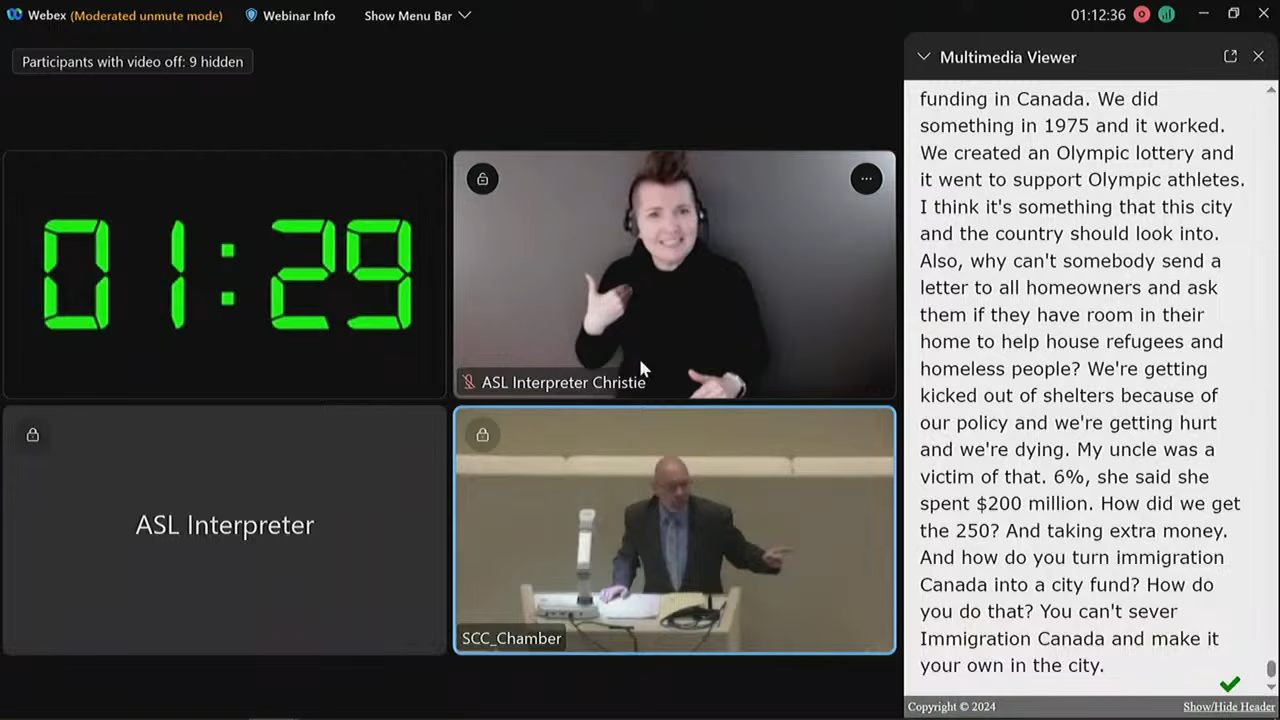 Webex (Moderated unmute mode) Webinar Info Show Menu Bar 01:12:36
Participants with video off: 9 hidden
01:29
ASL Interpreter Christie
ASL Interpreter
SCC_Chamber
Multimedia Viewer
funding in Canada. We did
something in 1975 and it worked.
We created an Olympic lottery and
it went to support Olympic athletes.
I think it's something that this city
and the country should look into.
Also, why can't somebody send a
letter to all homeowners and ask
them if they have room in their
home to help house refugees and
homeless people? We're getting
kicked out of shelters because of
our policy and we're getting hurt
and we're dying. My uncle was a
victim of that. 6%, she said she
spent $200 million. How did we get
the 250? And taking extra money.
And how do you turn immigration
Canada into a city fund? How do
you do that? You can't sever
Immigration Canada and make it
your own in the city.
Copyright © 2024 Show/Hide Header